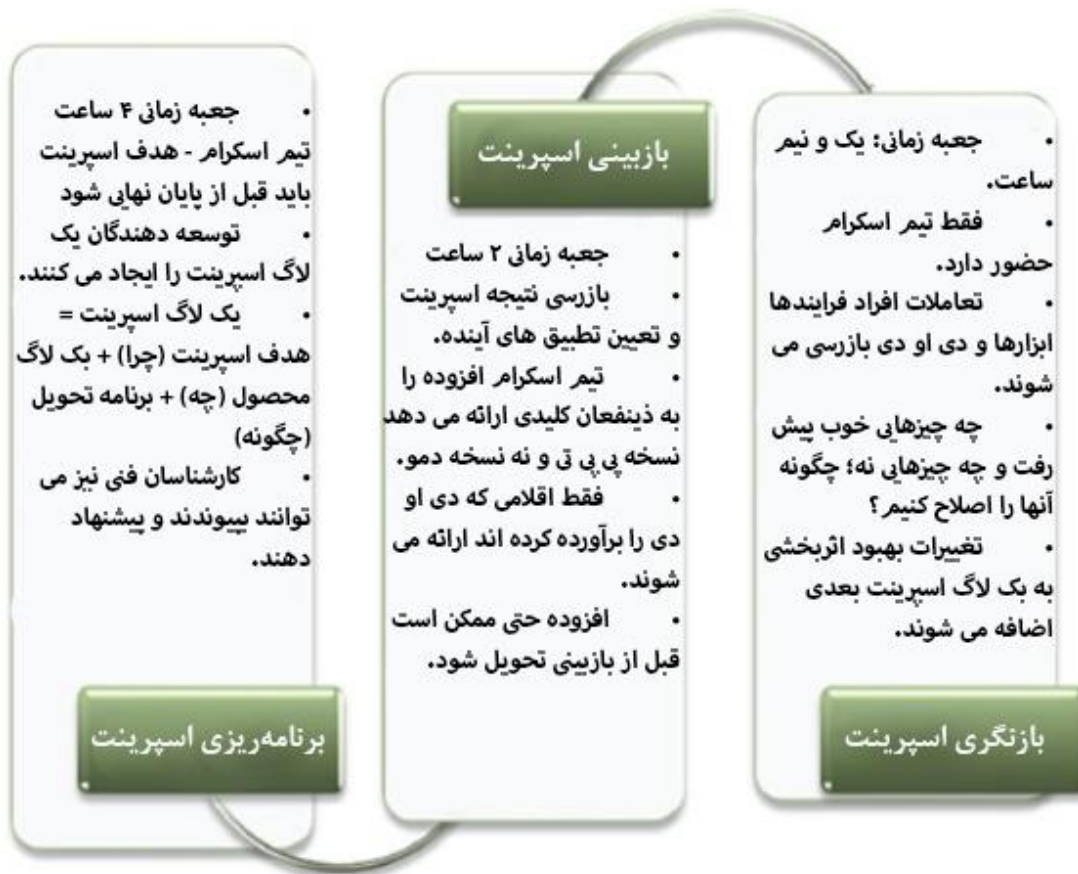 • جعبه زمانی ۴ ساعت
تیم اسکرام - هدف اسپرینت
باید قبل از پایان نهایی شود
• توسعه دهندگان یک
لاگ اسپرینت را ایجاد می کنند.
• یک لاگ اسپرینت =
هدف اسپرینت (چرا) + بک لاگ
محصول (چه) + برنامه تحویل
(چگونه)
• کارشناسان فنی نیز می
توانند بپیوندند و پیشنهاد
دهند.
برنامه‌ریزی اسپرینت
بازبینی اسپرینت
• جعبه زمانی ۲ ساعت
• بازرسی نتیجه اسپرینت
و تعیین تطبیق های آینده.
• تیم اسکرام افزوده را
به ذینفعان کلیدی ارائه می دهد
نسخه پی پی تی و نه نسخه دمو.
• فقط اقلامی که دی او
دی را برآورده کرده اند ارائه می
شوند.
• افزوده حتی ممکن است
قبل از بازبینی تحویل شود.
• جعبه زمانی: یک و نیم
ساعت.
• فقط تیم اسکرام
حضور دارد.
• تعاملات افراد فرایندها
ابزارها و دی او دی بازرسی می
شوند.
• چه چیزهایی خوب پیش
رفت و چه چیزهایی نه؛ چگونه
آنها را اصلاح کنیم؟
• تغییرات بهبود اثربخشی
به بک لاگ اسپرینت بعدی
اضافه می شوند.
بازنگری اسپرینت